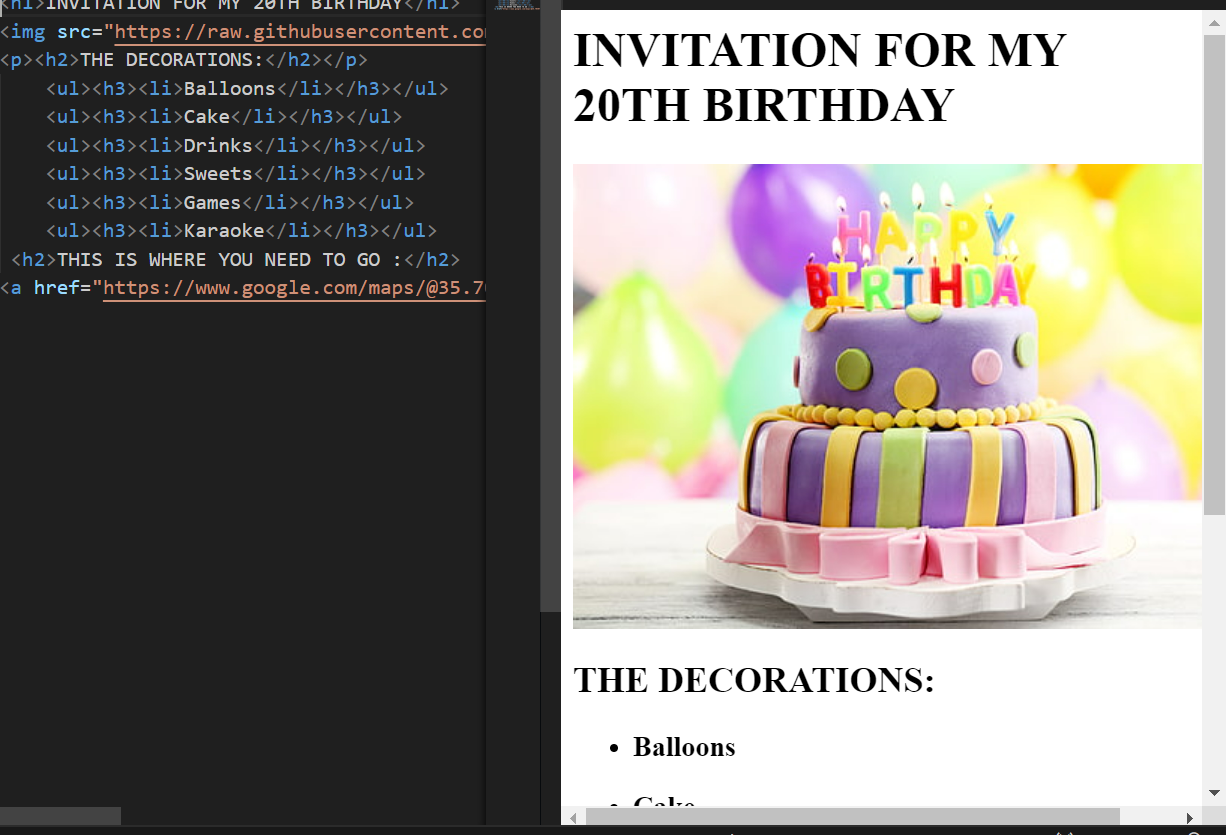 <h1>INVITATION FOR MY 20TH BIRTHDAY</h1>
<img src="https://raw.githubusercontent.co
<p><h2>THE DECORATIONS:</h2></p>
<ul><h3><li>Balloons</li></h3></ul>
<ul><h3><li>Cake</li></h3></ul>
<ul><h3><li>Drinks</li></h3></ul>
<ul><h3><li>Sweets</li></h3></ul>
<ul><h3><li>Games</li></h3></ul>
<ul><h3><li>Karaoke</li></h3></ul>
<h2>THIS IS WHERE YOU NEED TO GO :</h2>
<a href="https://www.google.com/maps/@35.7
INVITATION FOR MY
20TH BIRTHDAY
HAPPY
BIRTHDAY
THE DECORATIONS:
• Balloons
• Cake